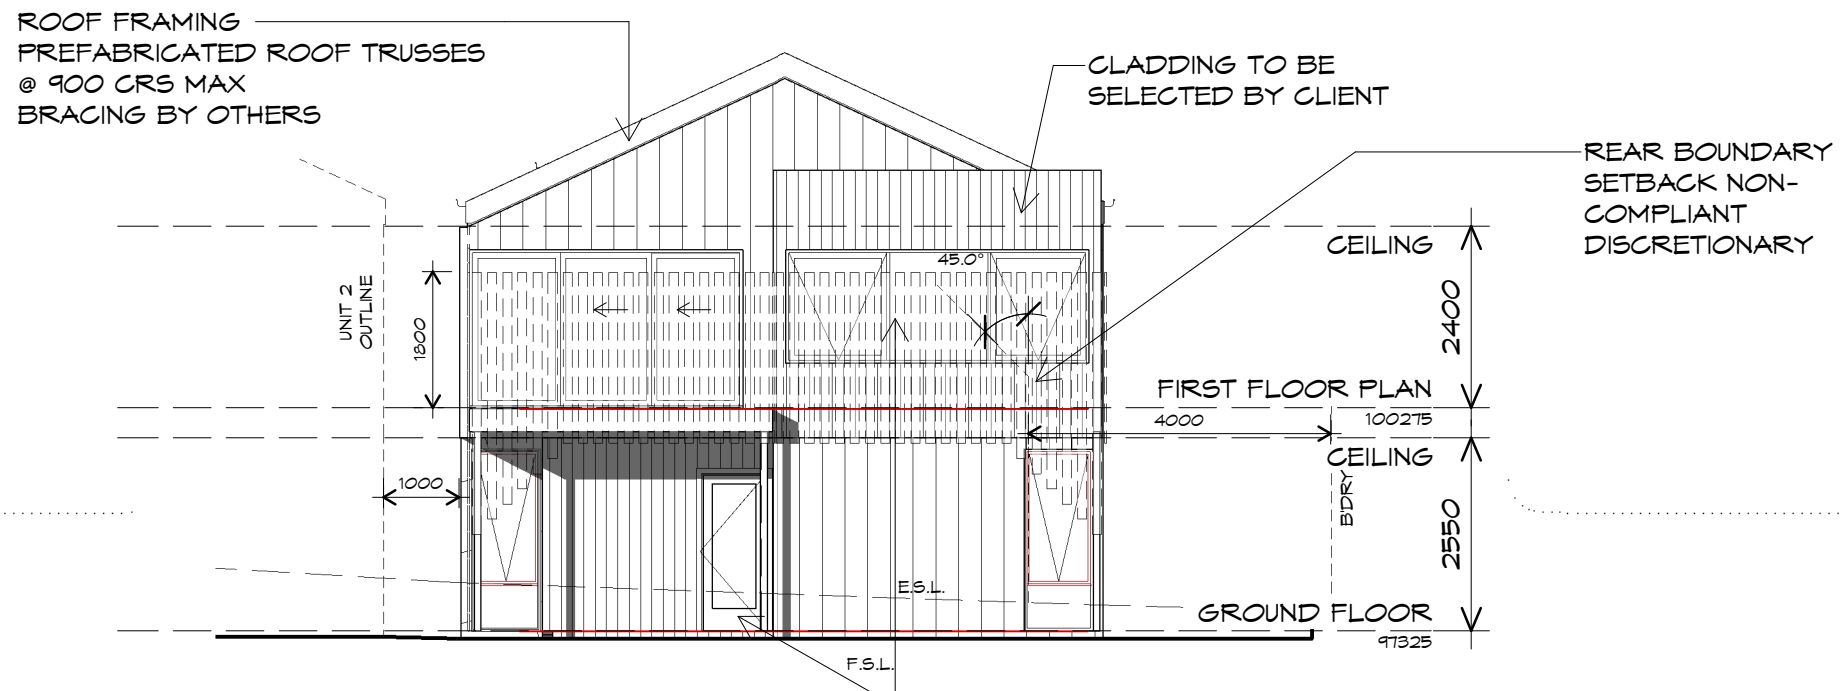 ROOF FRAMING
PREFABRICATED ROOF TRUSSES
@ 900 CRS MAX
BRACING BY OTHERS
CLADDING TO BE
SELECTED BY CLIENT
REAR BOUNDARY
SETBACK NON-
COMPLIANT
DISCRETIONARY
CEILING
45.0°
UNIT 2
OUTLINE
1800
2400
FIRST FLOOR PLAN
4000
100275
CEILING
1000
B'DRY
2550
E.S.L.
GROUND FLOOR
97325
F.S.L.